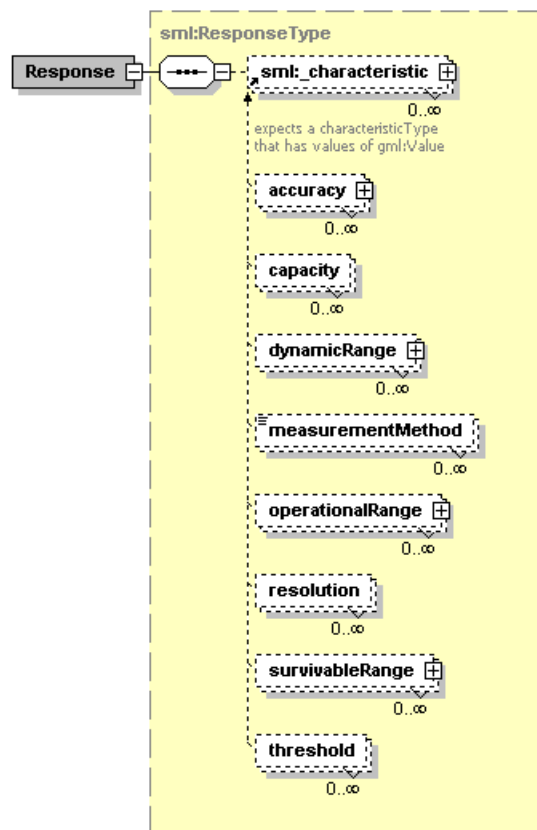 sml:ResponseType
Response
sml:_characteristic
0..∞
expects a characteristicType
that has values of gml:Value
accuracy
0..∞
capacity
0..∞
dynamicRange
0..∞
measurementMethod
0..∞
operationalRange
0..∞
resolution
0..∞
survivableRange
0..∞
threshold
0..∞